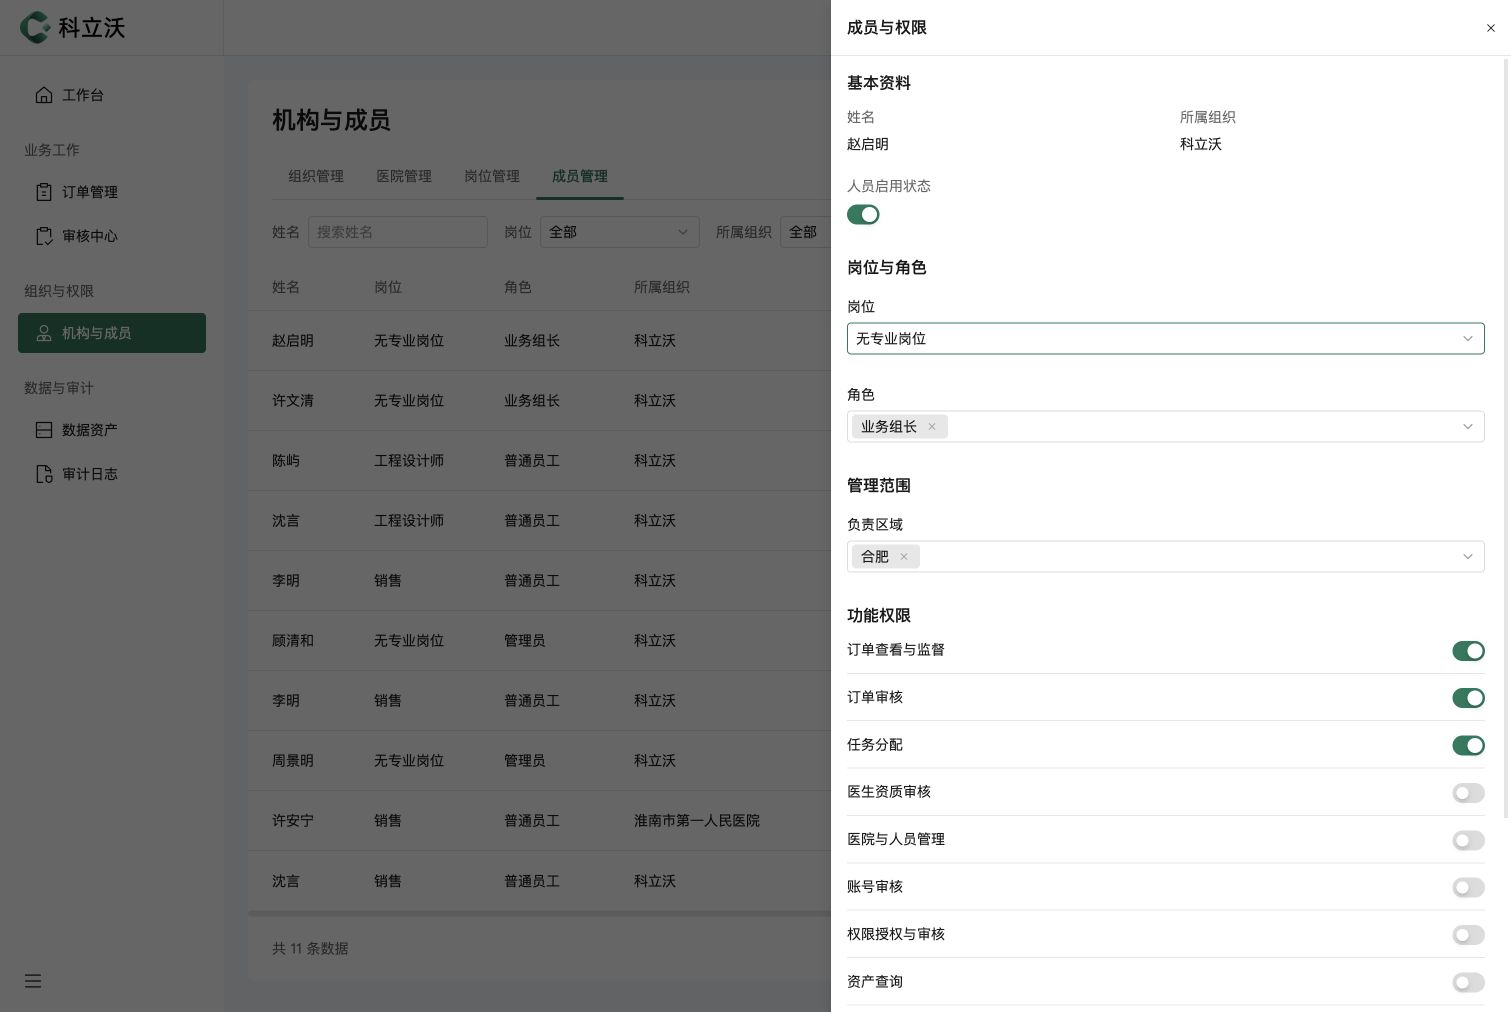 科立沃
工作台
业务工作
订单管理
审核中心
组织与权限
机构与成员
数据与审计
数据资产
审计日志
机构与成员
组织管理 医院管理 岗位管理 成员管理
姓名 搜索姓名 岗位 全部 所属组织 全部
姓名 岗位 角色 所属组织
赵启明 无专业岗位 业务组长 科立沃
许文清 无专业岗位 业务组长 科立沃
陈屿 工程设计师 普通员工 科立沃
沈言 工程设计师 普通员工 科立沃
李明 销售 普通员工 科立沃
顾清和 无专业岗位 管理员 科立沃
李明 销售 普通员工 科立沃
周景明 无专业岗位 管理员 科立沃
许安宁 销售 普通员工 淮南市第一人民医院
沈言 销售 普通员工 科立沃
共 11 条数据
成员与权限
基本资料
姓名 所属组织
赵启明 科立沃
人员启用状态
岗位与角色
岗位
无专业岗位
角色
业务组长
管理范围
负责区域
合肥
功能权限
订单查看与监督
订单审核
任务分配
医生资质审核
医院与人员管理
账号审核
权限授权与审核
资产查询